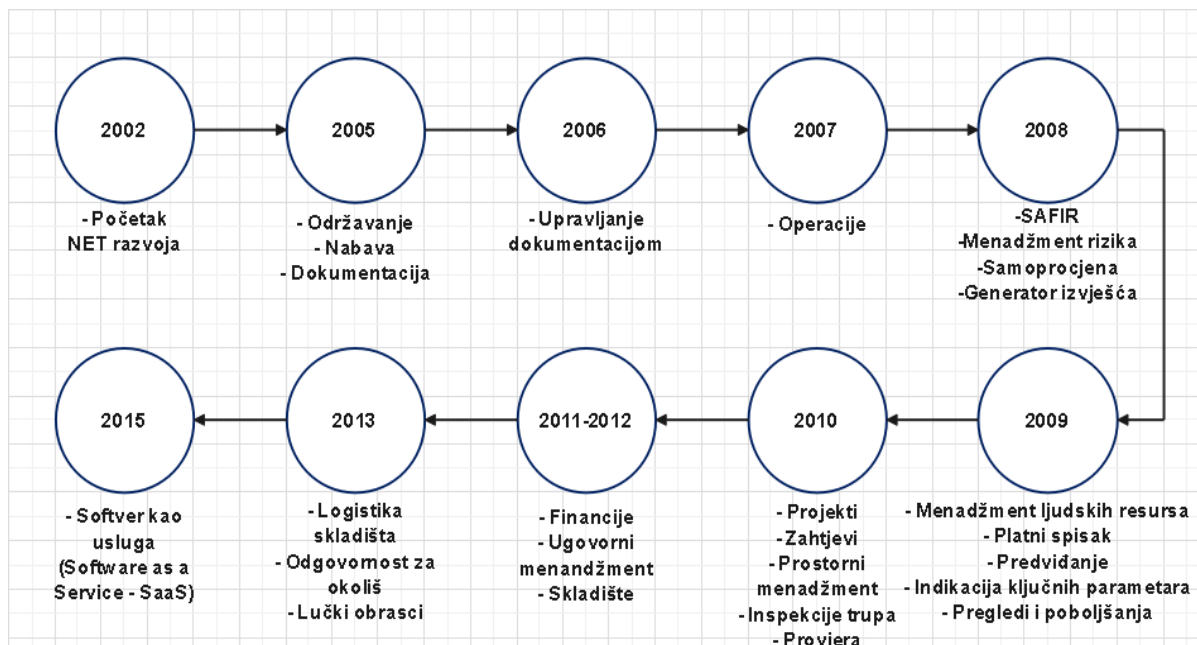 2002
- Početak
NET razvoja
2005
- Održavanje
- Nabava
- Dokumentacija
2006
- Upravljanje
dokumentacijom
2007
- Operacije
2008
-SAFIR
-Menadžment rizika
-Samoprocjena
-Generator izvješća
2009
- Menadžment ljudskih resursa
- Platni spisak
- Predviđanje
- Indikacija ključnih parametara
- Pregledi i poboljšanja
2010
- Projekti
- Zahtjevi
- Prostorni
menadžment
- Inspekcije trupa
- Provjera
2011-2012
- Financije
- Ugovorni
menandžment
- Skladište
2013
- Logistika
skladišta
- Odgovornost za
okoliš
- Lučki obrasci
2015
- Softver kao
usluga
(Software as a
Service - SaaS)